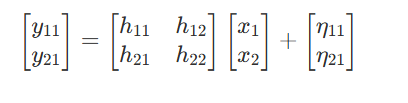 [y₁₁] = [h₁₁ h₁₂] [x₁] + [η₁₁]
[y₂₁]   [h₂₁ h₂₂] [x₂]   [η₂₁]